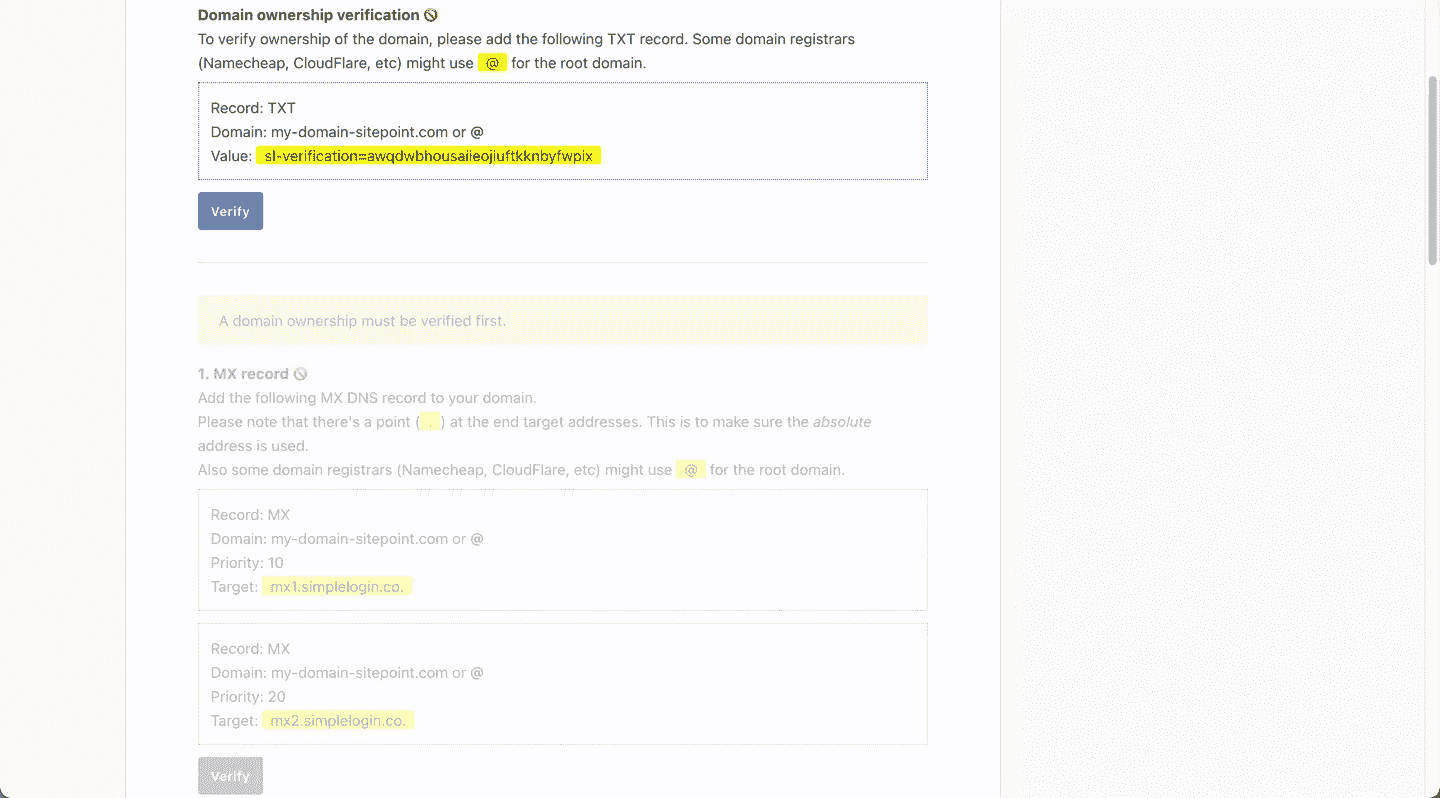 Domain ownership verification 🚫
To verify ownership of the domain, please add the following TXT record. Some domain registrars
(Namecheap, CloudFlare, etc) might use @ for the root domain.
Record: TXT
Domain: my-domain-sitepoint.com or @
Value: sl-verification=awqdwbhousaiieojiuftkknbyfwpix
Verify
A domain ownership must be verified first.
1. MX record 🚫
Add the following MX DNS record to your domain.
Please note that there's a point ( . ) at the end target addresses. This is to make sure the absolute
address is used.
Also some domain registrars (Namecheap, CloudFlare, etc) might use @ for the root domain.
Record: MX
Domain: my-domain-sitepoint.com or @
Priority: 10
Target: mx1.simplelogin.co.
Record: MX
Domain: my-domain-sitepoint.com or @
Priority: 20
Target: mx2.simplelogin.co.
Verify